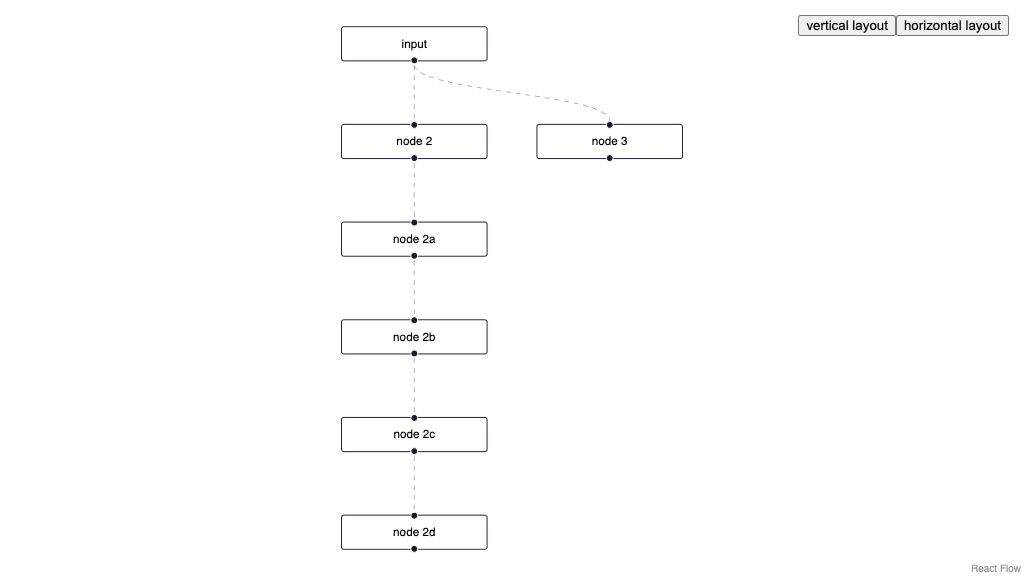 input
vertical layout
horizontal layout
node 2
node 3
node 2a
node 2b
node 2c
node 2d
React Flow